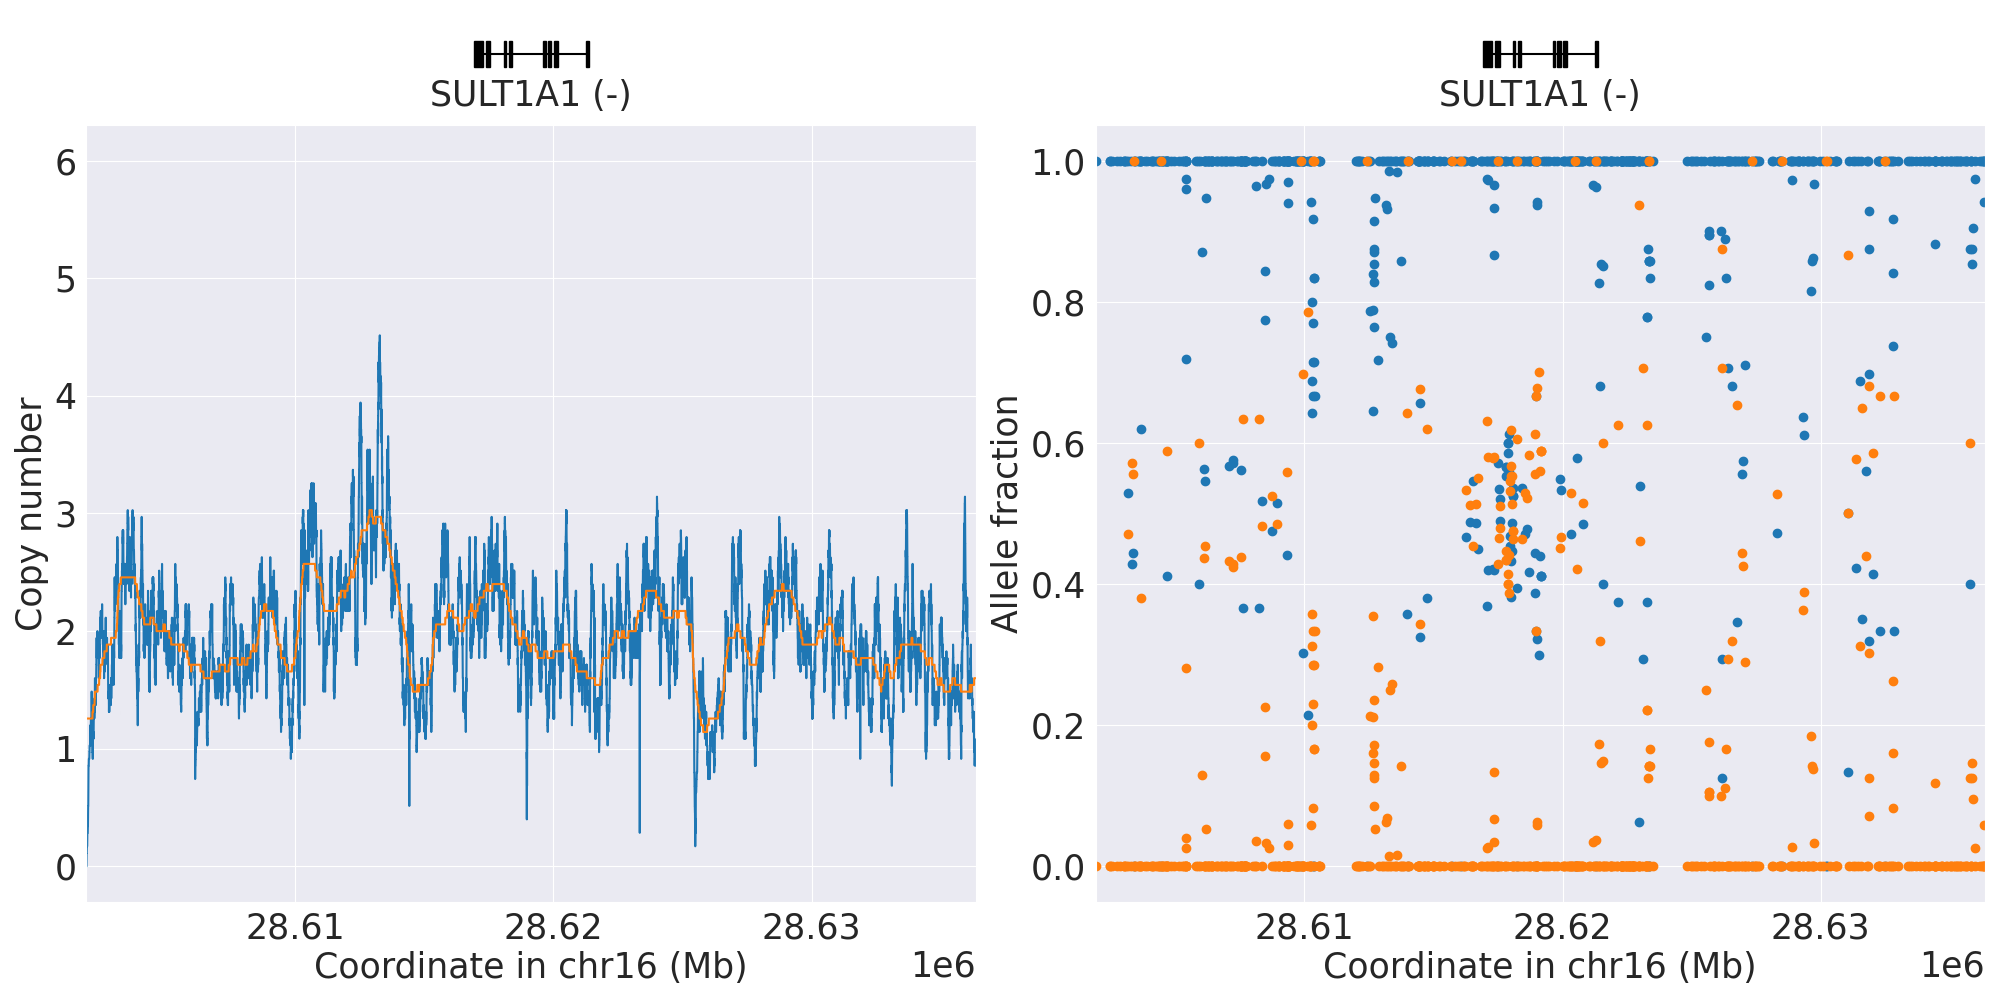 SULT1A1 (-)
Copy number
6
5
4
3
2
1
0
28.61
28.62
28.63
Coordinate in chr16 (Mb)
1e6
SULT1A1 (-)
Allele fraction
1.0
0.8
0.6
0.4
0.2
0.0
28.61
28.62
28.63
Coordinate in chr16 (Mb)
1e6